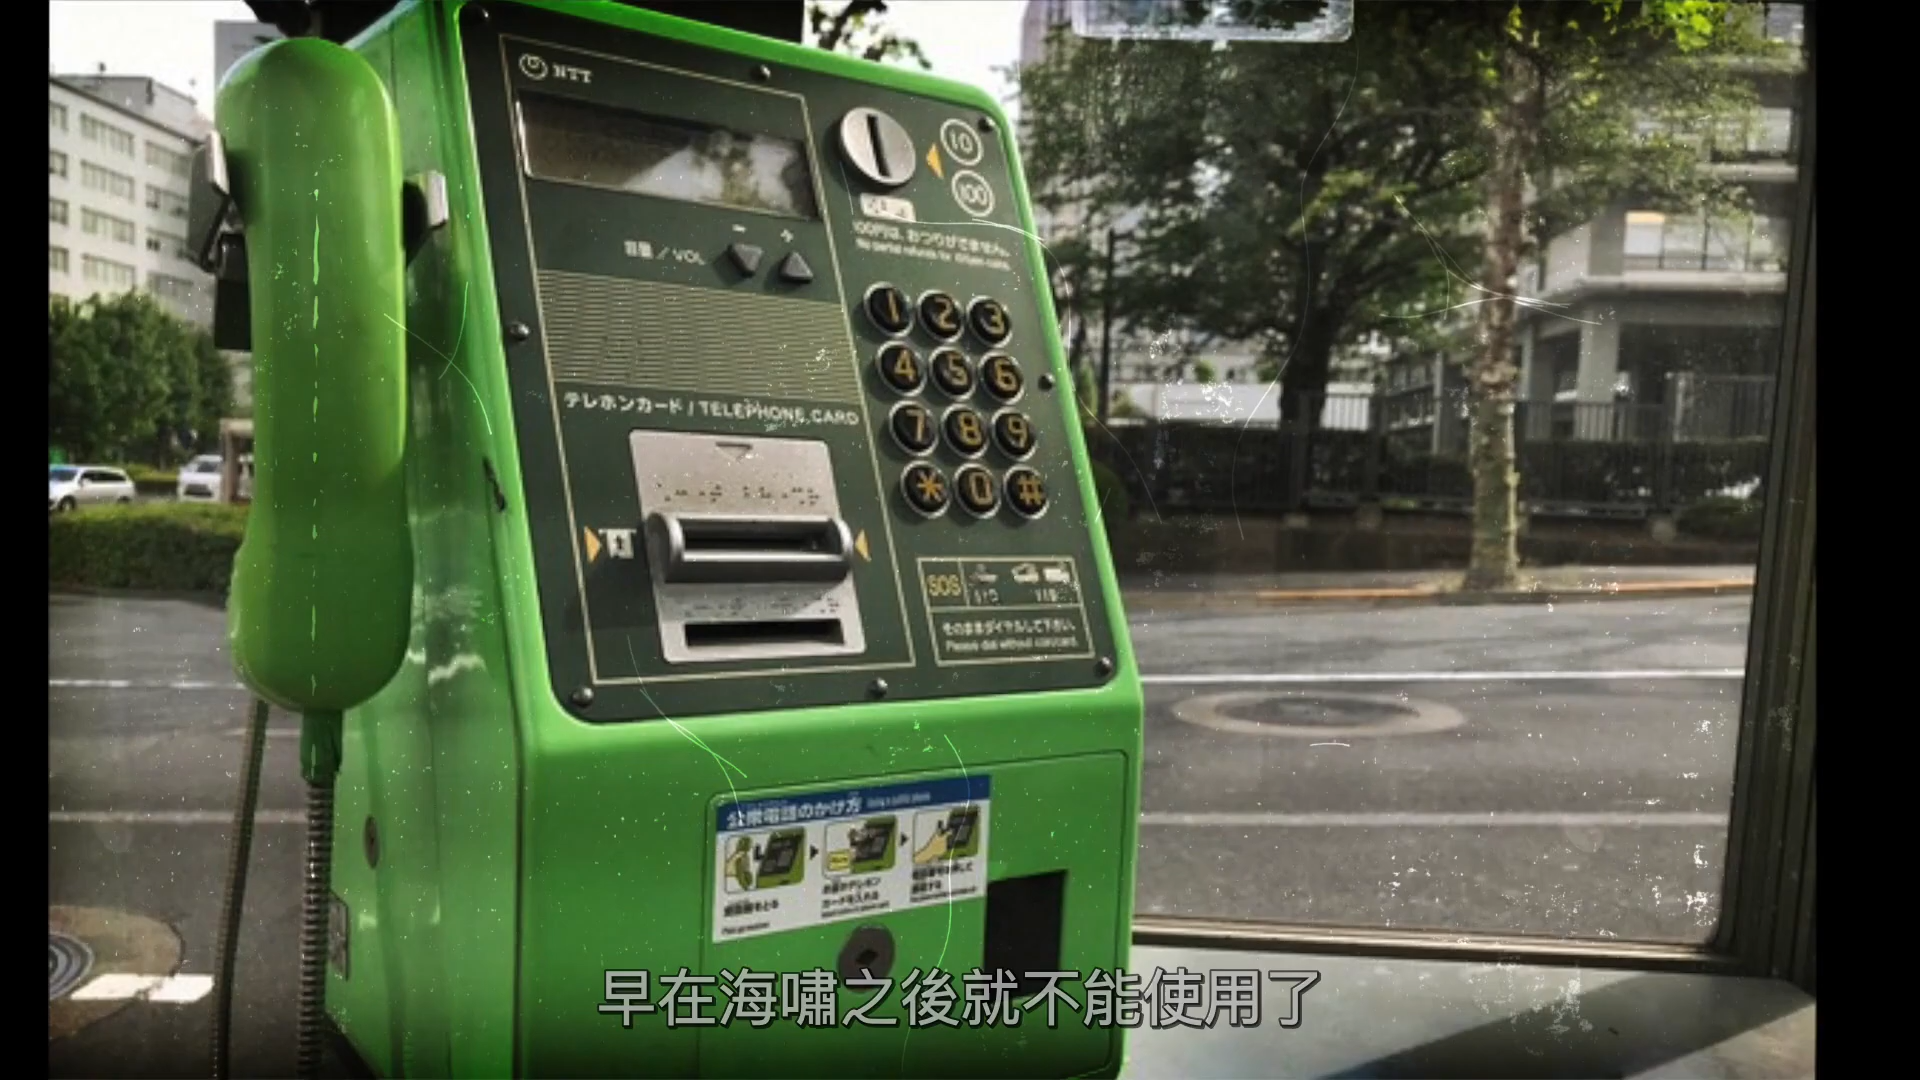 NTT
10
100
100円は、おつりがでません。
音量／VOL
－ ＋
1 2 3
4 5 6
7 8 9
* 0 #
テレホンカード / TELEPHONE CARD
SOS
そのままダイヤルして下さい。
Please dial without coin/card.
公衆電話のかけ方
早在海嘯之後就不能使用了